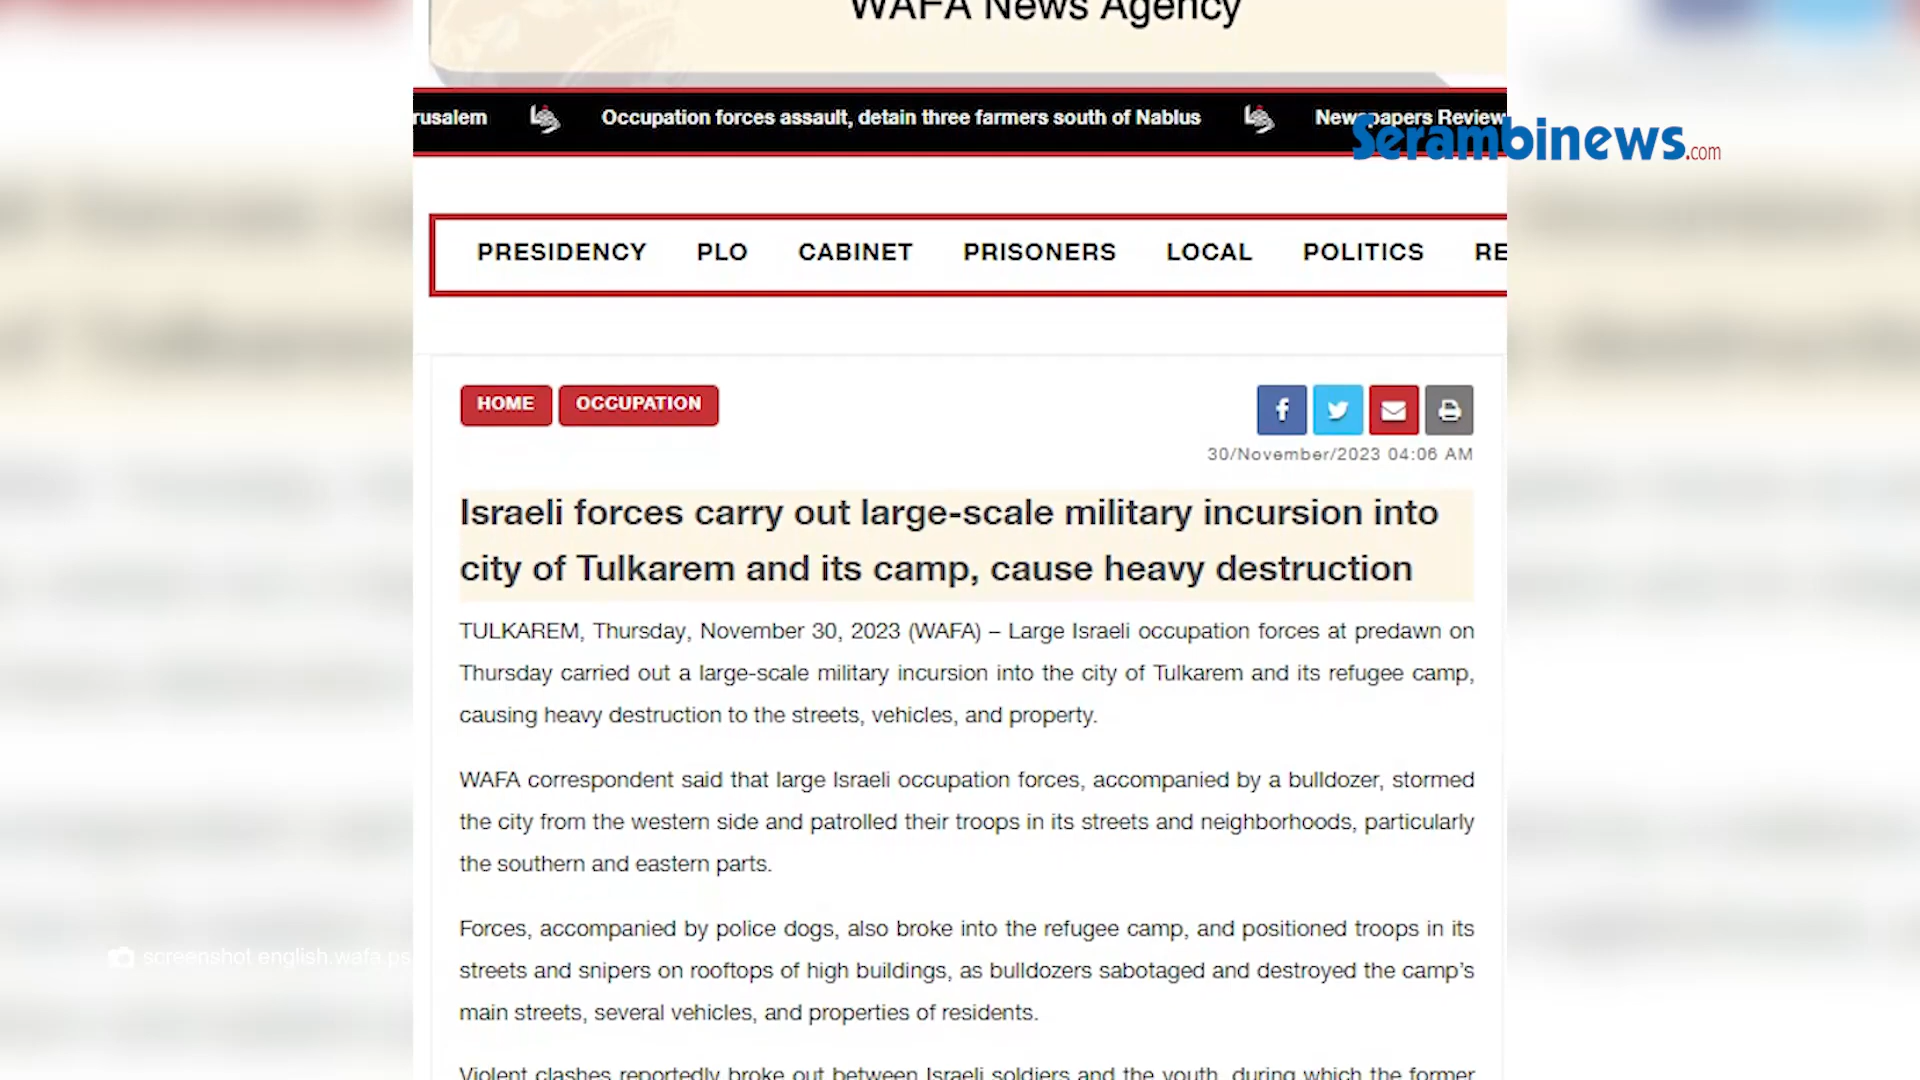 WAFA News Agency
rusalem Occupation forces assault, detain three farmers south of Nablus Newspapers Review
Serambinews.com
PRESIDENCY PLO CABINET PRISONERS LOCAL POLITICS RE
HOME OCCUPATION
30/November/2023 04:06 AM
Israeli forces carry out large-scale military incursion into
city of Tulkarem and its camp, cause heavy destruction
TULKAREM, Thursday, November 30, 2023 (WAFA) – Large Israeli occupation forces at predawn on
Thursday carried out a large-scale military incursion into the city of Tulkarem and its refugee camp,
causing heavy destruction to the streets, vehicles, and property.
WAFA correspondent said that large Israeli occupation forces, accompanied by a bulldozer, stormed
the city from the western side and patrolled their troops in its streets and neighborhoods, particularly
the southern and eastern parts.
Forces, accompanied by police dogs, also broke into the refugee camp, and positioned troops in its
streets and snipers on rooftops of high buildings, as bulldozers sabotaged and destroyed the camp's
main streets, several vehicles, and properties of residents.
screenshot english.wafa.ps
Violent clashes reportedly broke out between Israeli soldiers and the youth, during which the former